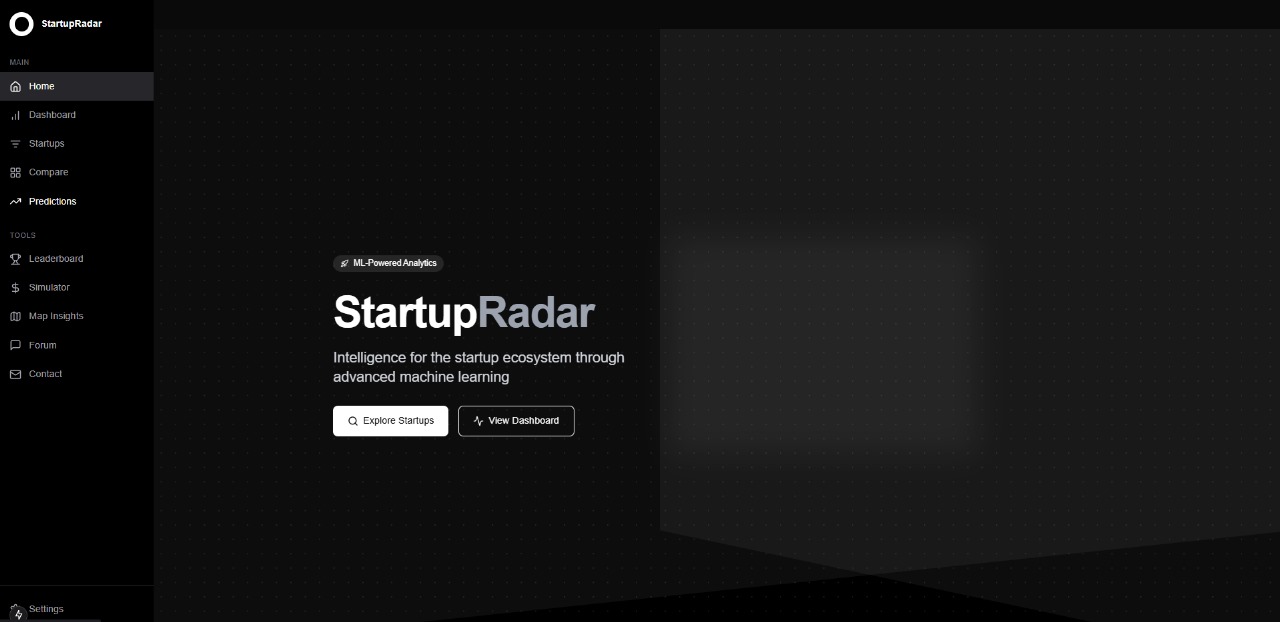 StartupRadar
MAIN
Home
Dashboard
Startups
Compare
Predictions
TOOLS
Leaderboard
Simulator
Map Insights
Forum
Contact
Settings
ML-Powered Analytics
StartupRadar
Intelligence for the startup ecosystem through
advanced machine learning
Explore Startups
View Dashboard